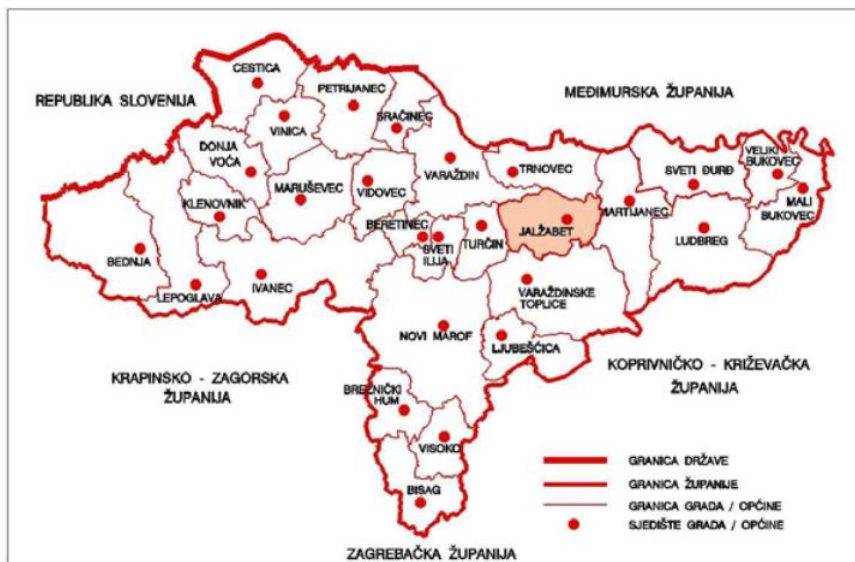 CESTICA
PETRIJANEC
REPUBLIKA SLOVENIJA
MEĐIMURSKA ŽUPANIJA
SRAČINEC
VINICA
DONJA
VOĆA
VARAŽDIN
TRNOVEC
SVETI ĐURĐ
VELIKI
BUKOVEC
MARUŠEVEC
VIDOVEC
KLENOVNIK
MARTIJANEC
MALI
BUKOVEC
BERETINEC
SVETI
ILIJA
TURČIN
JALŽABET
LUDBREG
BEDNJA
LEPOGLAVA
IVANEC
VARAŽDINSKE
TOPLICE
NOVI MAROF
LJUBEŠĆICA
KRAPINSKO - ZAGORSKA
ŽUPANIJA
KOPRIVNIČKO - KRIŽEVAČKA
ŽUPANIJA
BREZNIČKI
HUM
VISOKO
BISAG
GRANICA DRŽAVE
GRANICA ŽUPANIJE
GRANICA GRADA / OPĆINE
SJEDIŠTE GRADA / OPĆINE
ZAGREBAČKA ŽUPANIJA